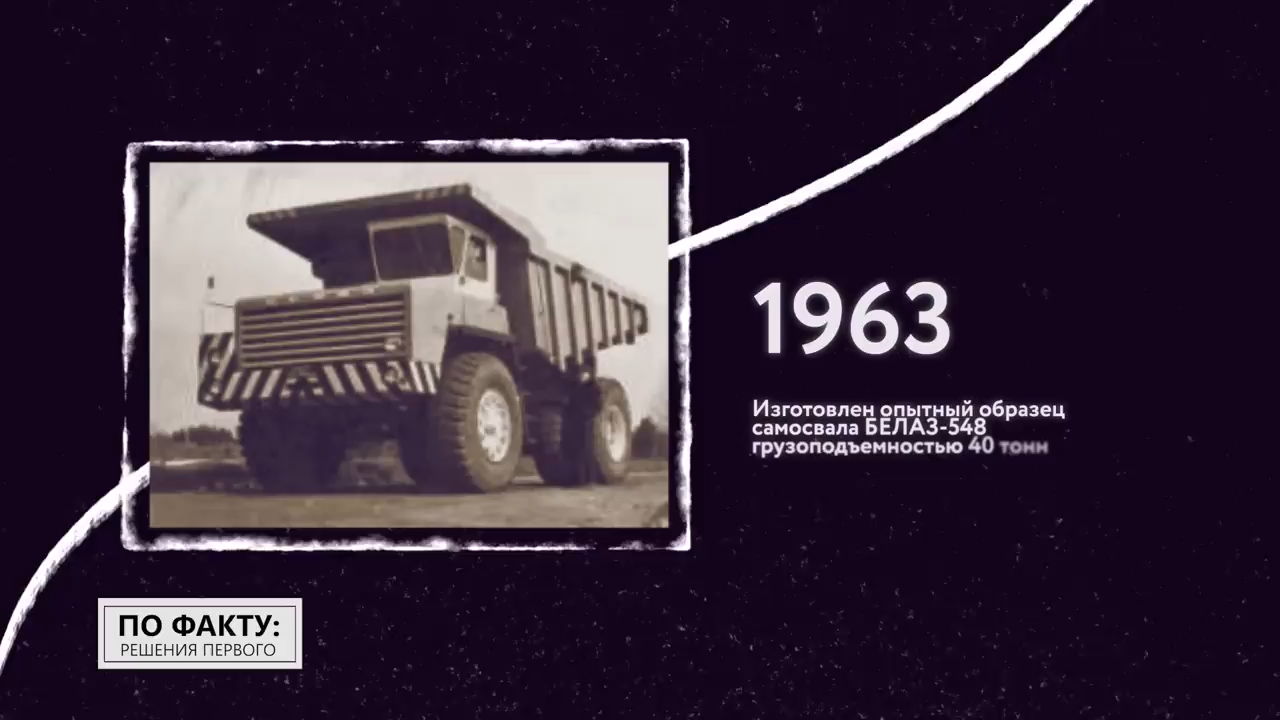 1963
Изготовлен опытный образец
самосвала БЕЛАЗ-548
грузоподъемностью 40 тонн
ПО ФАКТУ:
РЕШЕНИЯ ПЕРВОГО